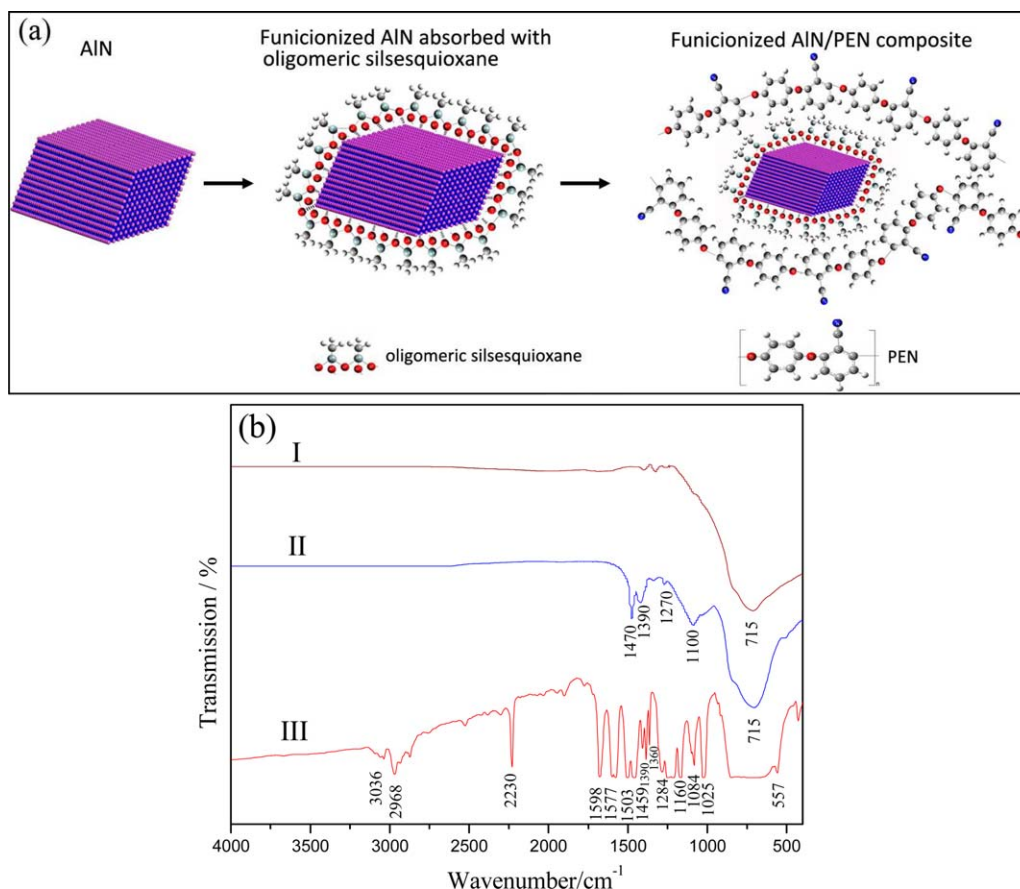 (a)
AlN
Funicionized AlN absorbed with
oligomeric silsesquioxane
Funicionized AlN/PEN composite
oligomeric silsesquioxane
PEN
n
(b)
I
II
III
1470
1390
1270
1100
715
715
3036
2968
2230
1598
1577
1503
1459
1390
1360
1284
1160
1084
1025
557
Transmission / %
4000 3500 3000 2500 2000 1500 1000 500
Wavenumber/cm⁻¹